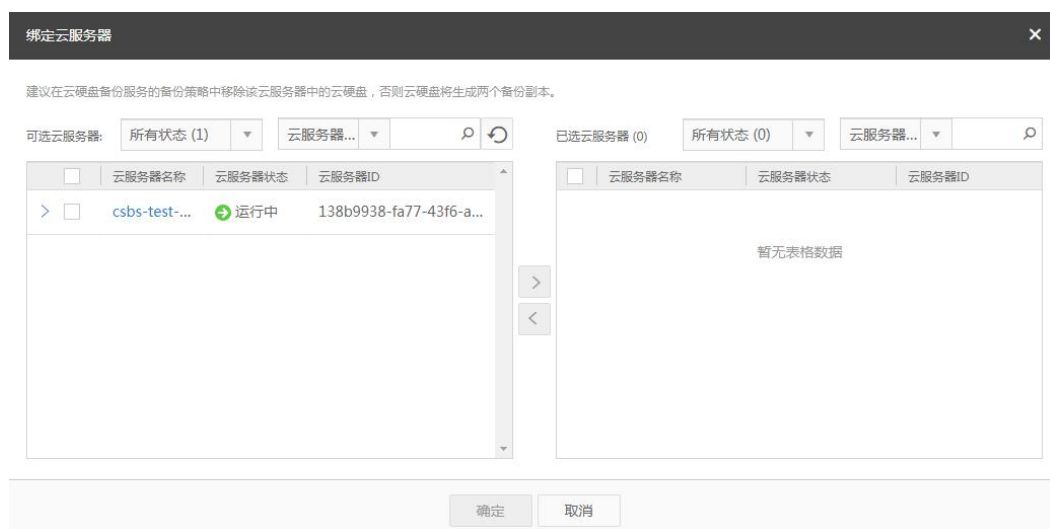 绑定云服务器
建议在云硬盘备份服务的备份策略中移除该云服务器中的云硬盘，否则云硬盘将生成两个备份副本。
可选云服务器: 所有状态 (1) 云服务器...
云服务器名称 云服务器状态 云服务器ID
csbs-test-... 运行中 138b9938-fa77-43f6-a...
已选云服务器 (0) 所有状态 (0) 云服务器...
云服务器名称 云服务器状态 云服务器ID
暂无表格数据
确定 取消